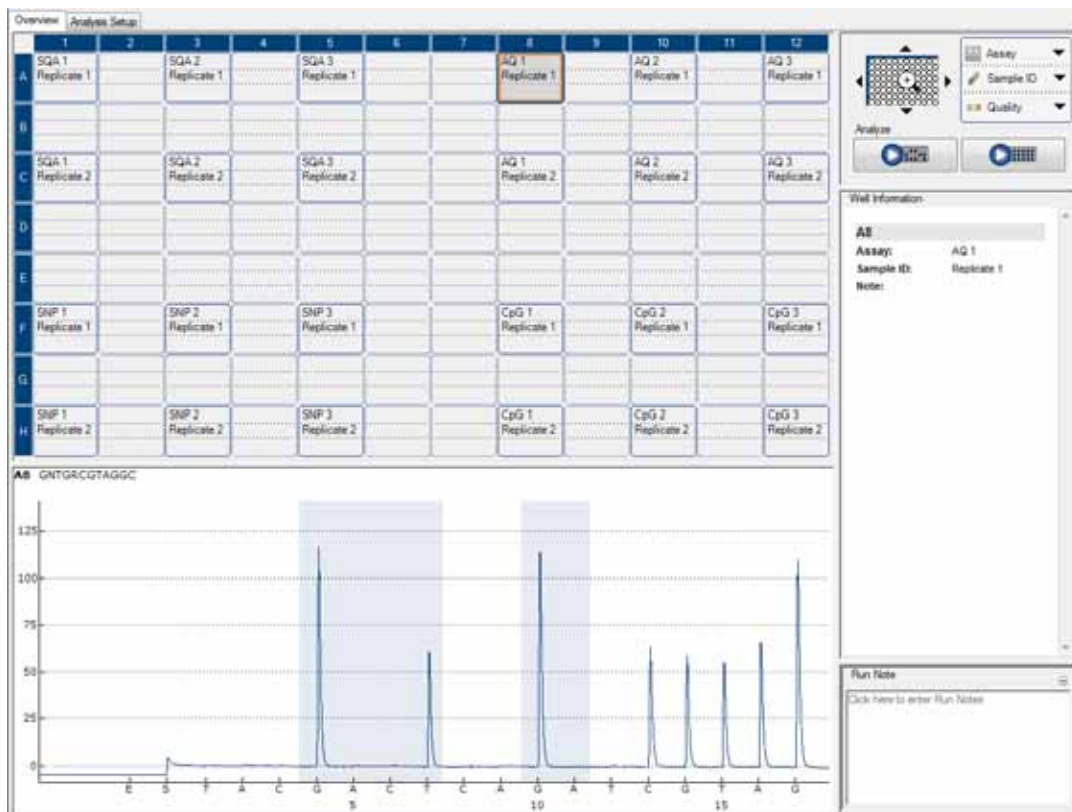 Overview Analysis Setup
1 2 3 4 5 6 7 8 9 10 11 12
A
SQA 1 SQA 2 SQA 3 AQ 1 AQ 2 AQ 3
Replicate 1 Replicate 1 Replicate 1 Replicate 1 Replicate 1 Replicate 1
B
C
SQA 1 SQA 2 SQA 3 AQ 1 AQ 2 AQ 3
Replicate 2 Replicate 2 Replicate 2 Replicate 2 Replicate 2 Replicate 2
D
E
F
SNP 1 SNP 2 SNP 3 CpG 1 CpG 2 CpG 3
Replicate 1 Replicate 1 Replicate 1 Replicate 1 Replicate 1 Replicate 1
G
H
SNP 1 SNP 2 SNP 3 CpG 1 CpG 2 CpG 3
Replicate 2 Replicate 2 Replicate 2 Replicate 2 Replicate 2 Replicate 2
A8 GNTGRCGTAGGC
125
100
75
50
25
0
E S T A C G A C T C A G A T C G T A G
5 10 15
Assay
Sample ID
Quality
Analyze
Well Information
A8
Assay: AQ 1
Sample ID: Replicate 1
Note:
Run Note
Click here to enter Run Notes